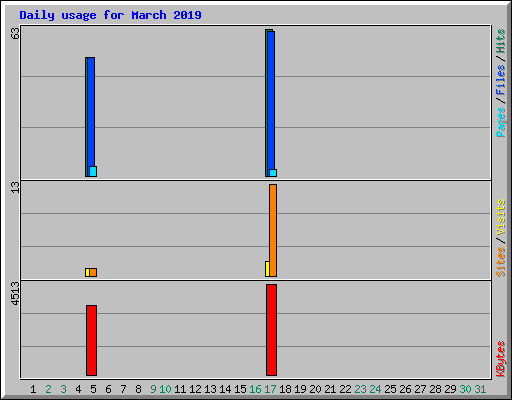 Daily usage for March 2019
63
13
4513
Pages/Files/Hits
Sites/Visits
KBytes
1 2 3 4 5 6 7 8 9 10 11 12 13 14 15 16 17 18 19 20 21 22 23 24 25 26 27 28 29 30 31